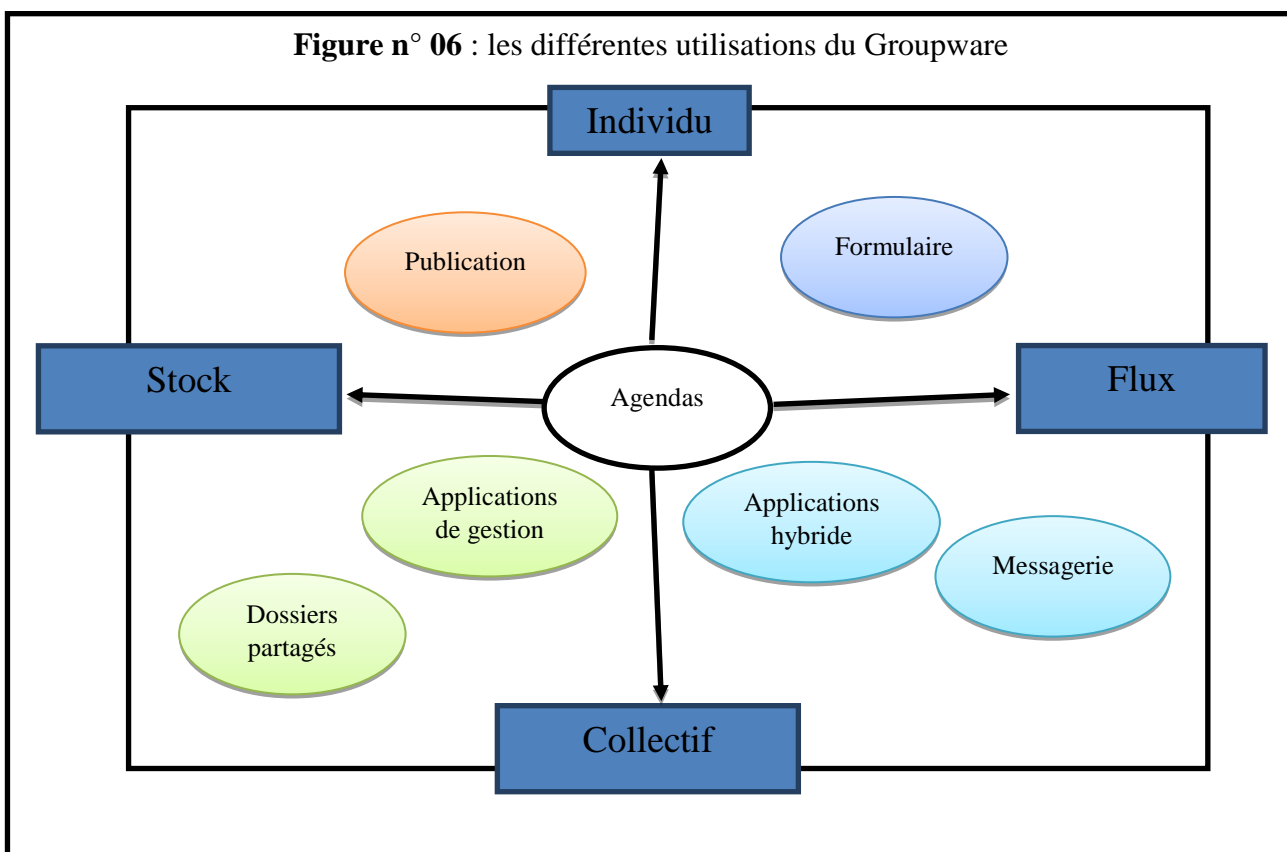 Figure n° 06 : les différentes utilisations du Groupware
Individu
Publication
Formulaire
Stock
Agendas
Flux
Applications
de gestion
Applications
hybride
Messagerie
Dossiers
partagés
Collectif